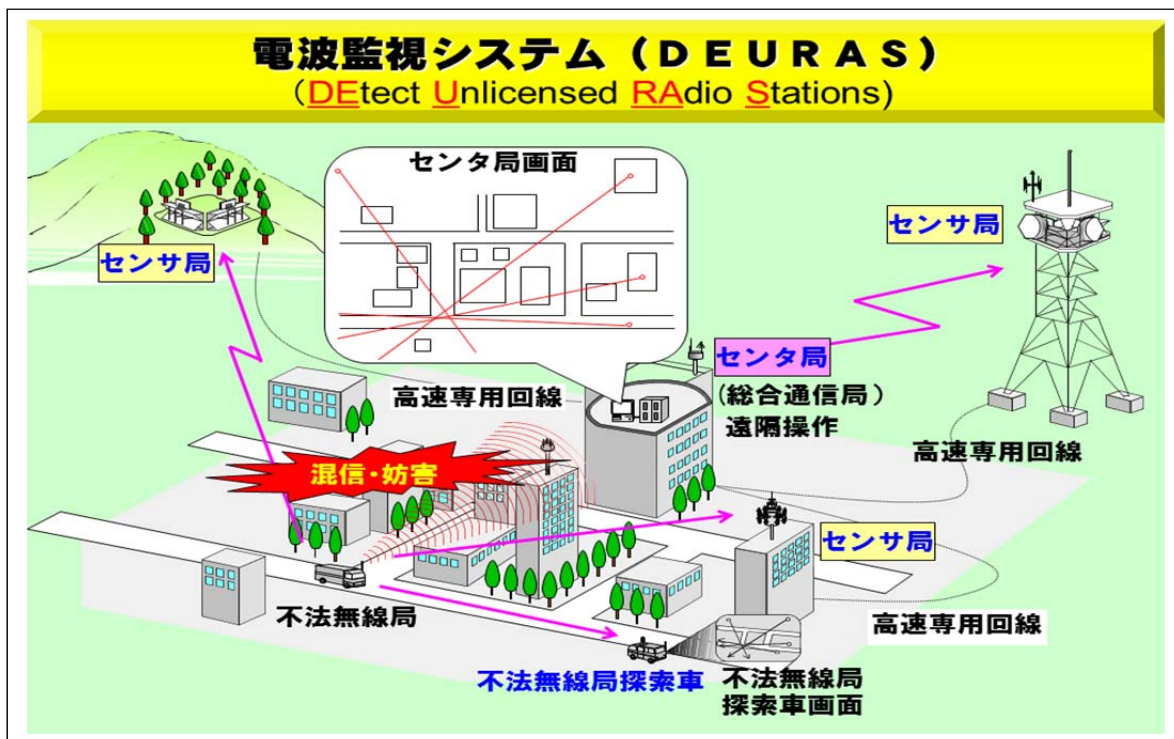 電波監視システム（ＤＥＵＲＡＳ）
(DEtect Unlicensed RAdio Stations)
センタ局画面
センサ局
センサ局
センタ局
(総合通信局）
遠隔操作
高速専用回線
高速専用回線
混信・妨害
センサ局
不法無線局
高速専用回線
不法無線局探索車
不法無線局
探索車画面